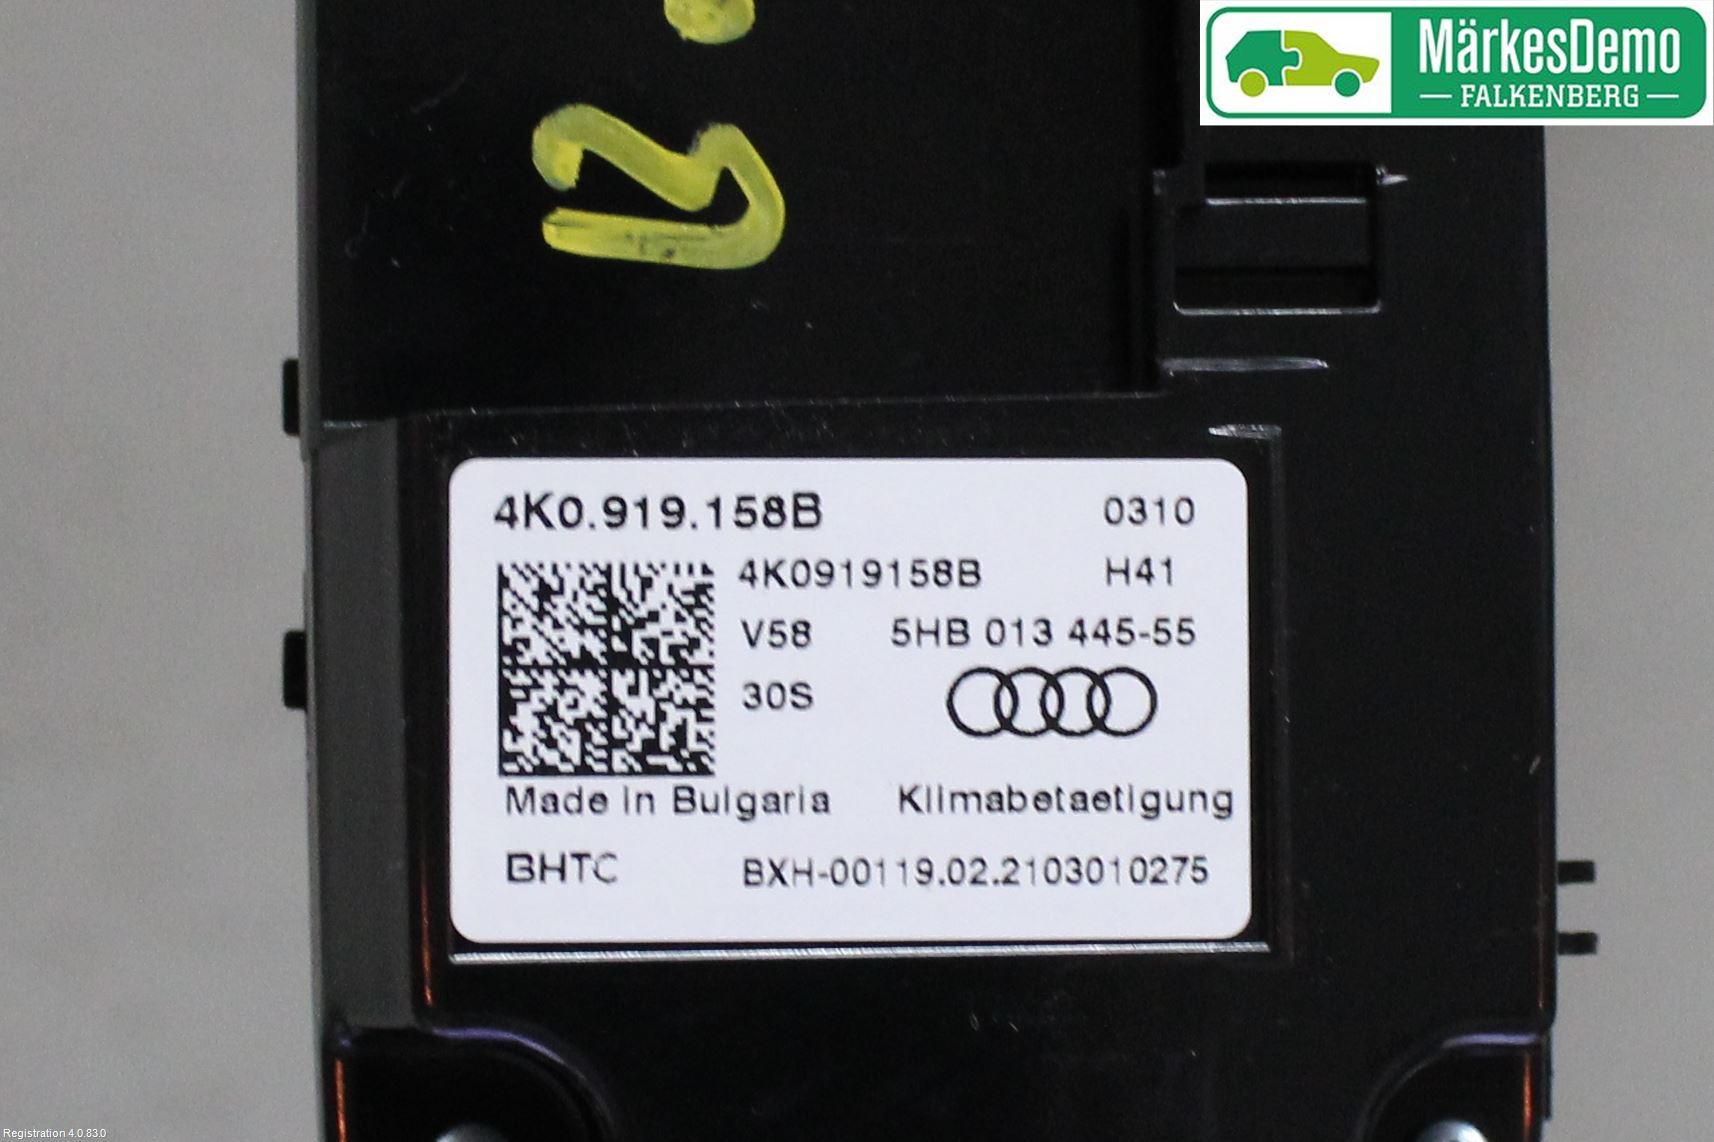 MärkesDemo
FALKENBERG
4K0.919.158B 0310
4K0919158B H41
V58 5HB 013 445-55
30S
Made in Bulgaria Klimabetaetigung
BHTC BXH-00119.02.2103010275
Registration 4.0.83.0